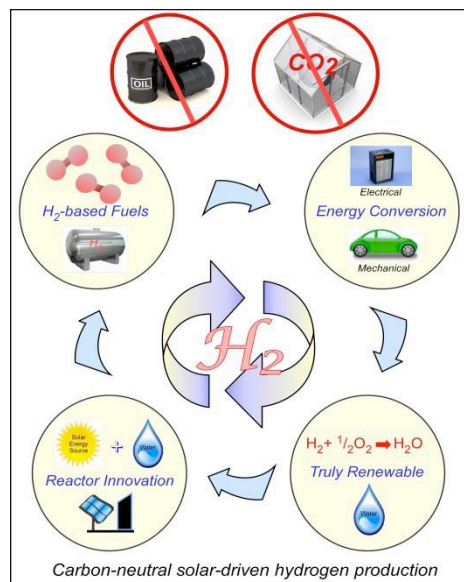 OIL
CO2
H2-based Fuels
H
Electrical
Energy Conversion
Mechanical
H2
Solar
Energy
Source
+
Water
Reactor Innovation
H2+ 1/2O2 ➡ H2O
Truly Renewable
Water
Carbon-neutral solar-driven hydrogen production